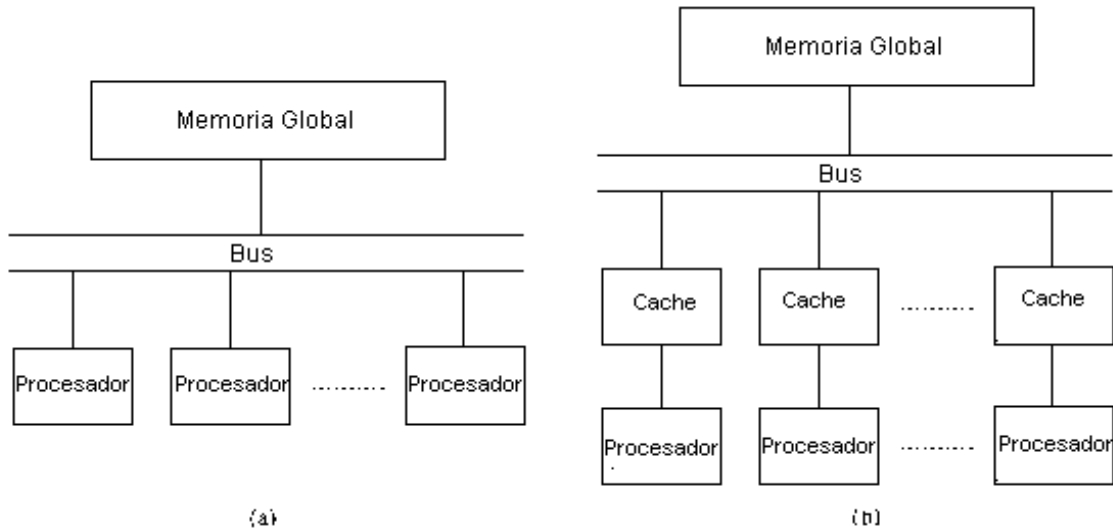 Memoria Global
Bus
Procesador
Procesador
Procesador
(a)
Memoria Global
Bus
Cache
Cache
Cache
Procesador
Procesador
Procesador
(b)